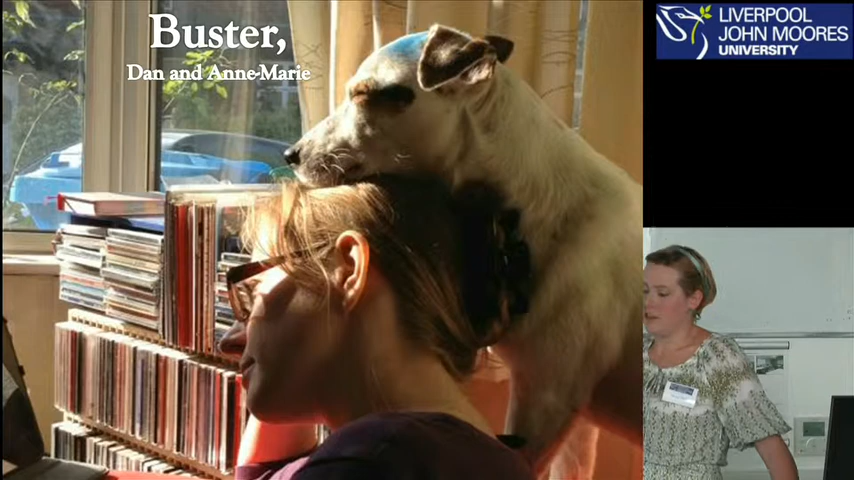 Buster,
Dan and Anne-Marie
LIVERPOOL
JOHN MOORES
UNIVERSITY